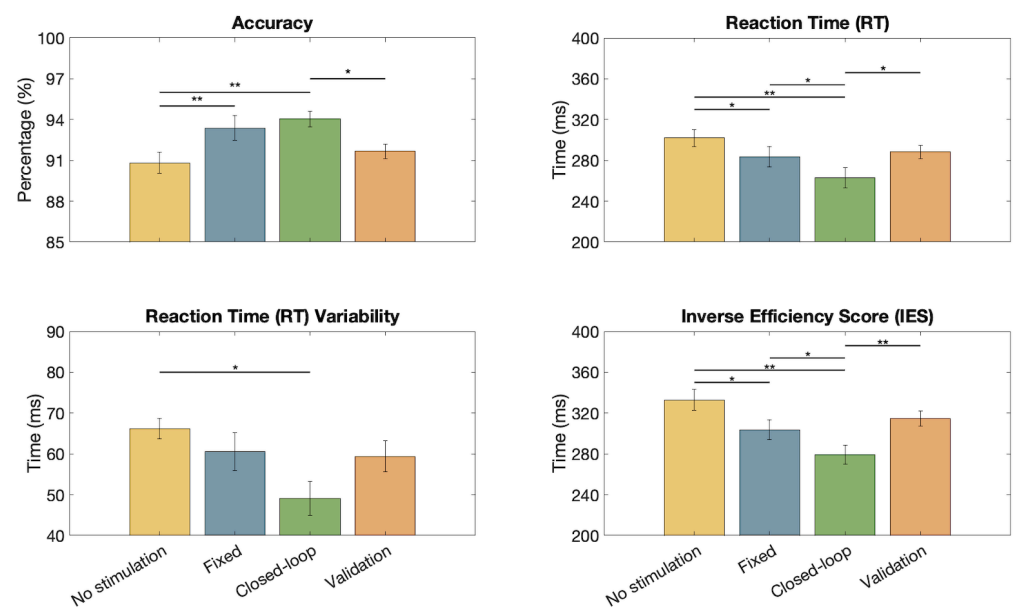 Accuracy
100
97
94
91
88
85
Percentage (%)
**
**
*
Reaction Time (RT)
400
360
320
280
240
200
Time (ms)
*
**
*
*
Reaction Time (RT) Variability
90
80
70
60
50
40
Time (ms)
*
No stimulation
Fixed
Closed-loop
Validation
Inverse Efficiency Score (IES)
400
360
320
280
240
200
Time (ms)
*
**
*
**
No stimulation
Fixed
Closed-loop
Validation